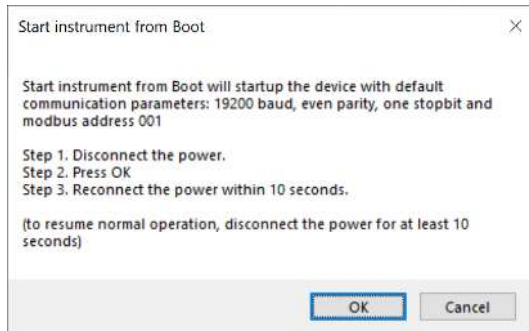 Start instrument from Boot
Start instrument from Boot will startup the device with default
communication parameters: 19200 baud, even parity, one stopbit and
modbus address 001
Step 1. Disconnect the power.
Step 2. Press OK
Step 3. Reconnect the power within 10 seconds.
(to resume normal operation, disconnect the power for at least 10
seconds)
OK Cancel